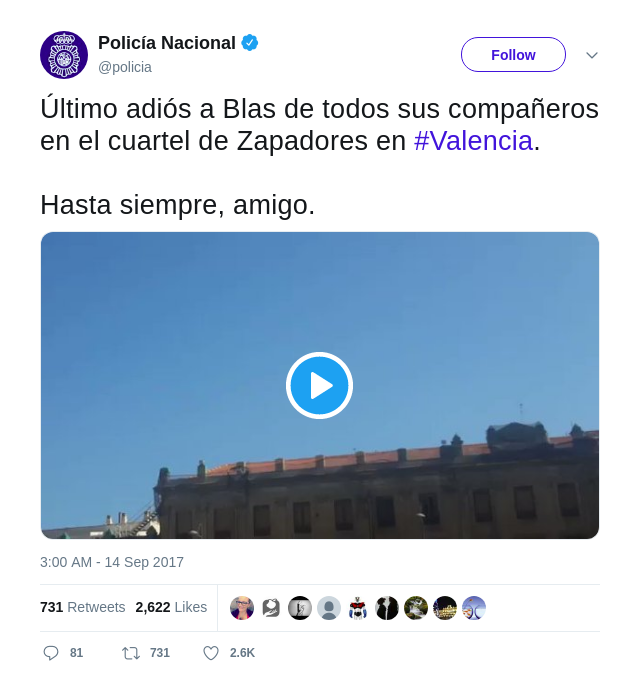 Policía Nacional
@policia
Follow
Último adiós a Blas de todos sus compañeros
en el cuartel de Zapadores en #Valencia.
Hasta siempre, amigo.
3:00 AM - 14 Sep 2017
731 Retweets 2,622 Likes
81 731 2.6K